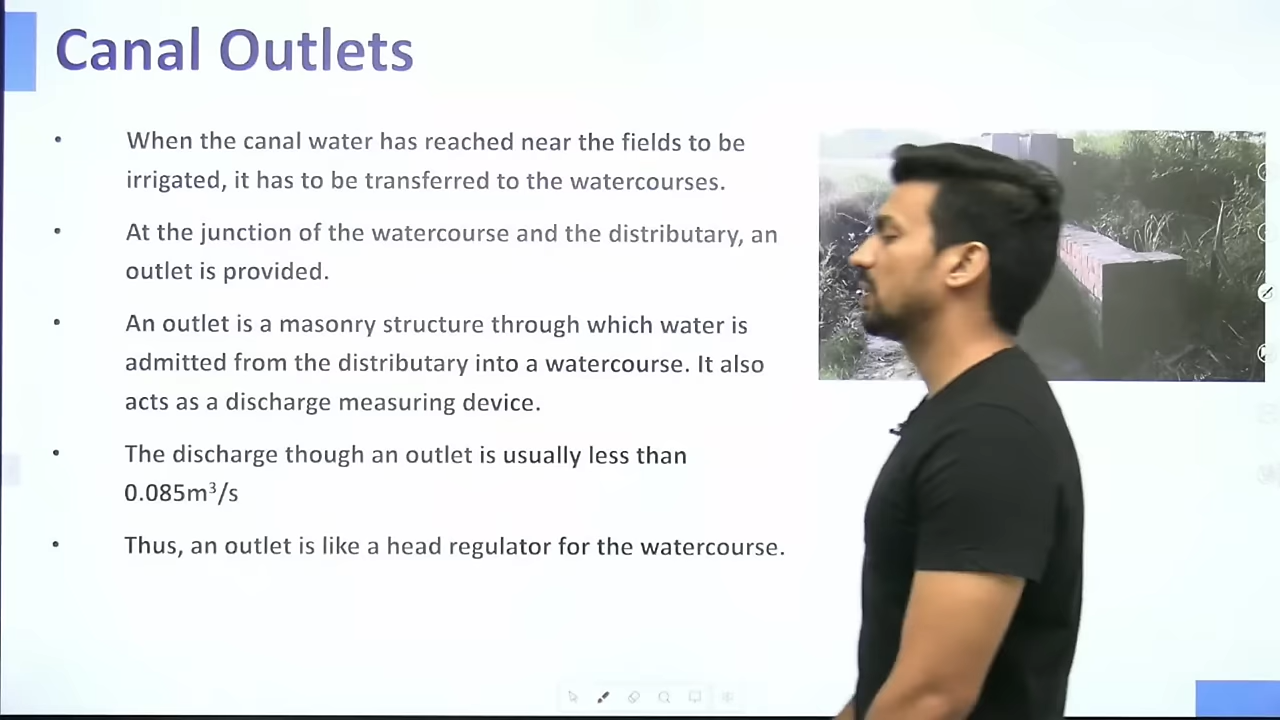 Canal Outlets
• When the canal water has reached near the fields to be
irrigated, it has to be transferred to the watercourses.
• At the junction of the watercourse and the distributary, an
outlet is provided.
• An outlet is a masonry structure through which water is
admitted from the distributary into a watercourse. It also
acts as a discharge measuring device.
• The discharge though an outlet is usually less than
0.085m³/s
• Thus, an outlet is like a head regulator for the watercourse.